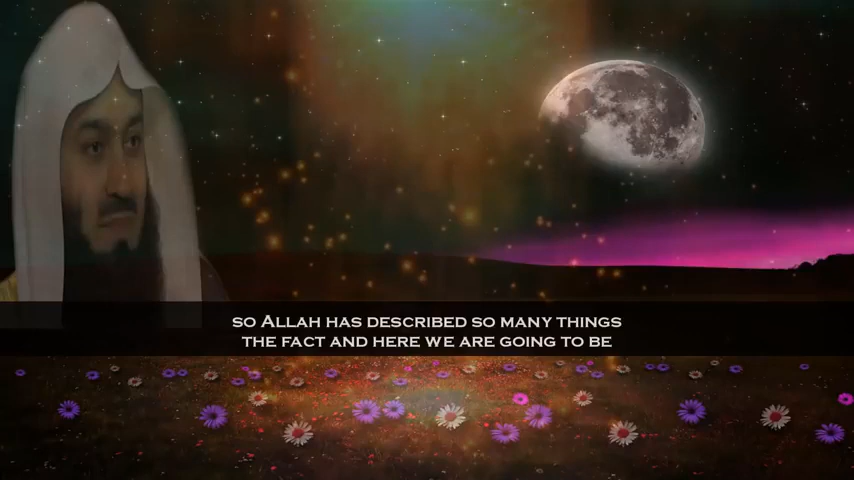 so Allah has described so many things
the fact and here we are going to be